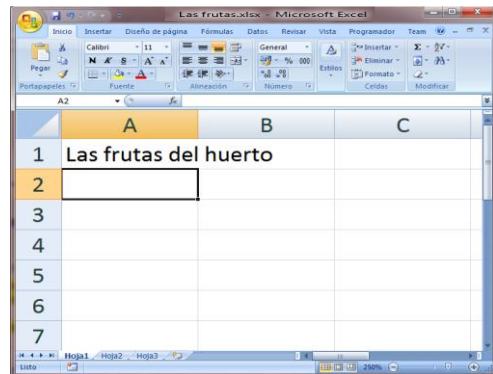 Las frutas.xlsx - Microsoft Excel
Inicio Insertar Diseño de página Fórmulas Datos Revisar Vista Programador Team
Pegar
Calibri 11
N K S A A
A
General
% 000
Estilos
Insertar
Eliminar
Formato
Σ
Portapapeles Fuente Alineación Número Celdas Modificar
A2 fx
A B C
1 Las frutas del huerto
2
3
4
5
6
7
Hoja1 Hoja2 Hoja3
Listo 250%